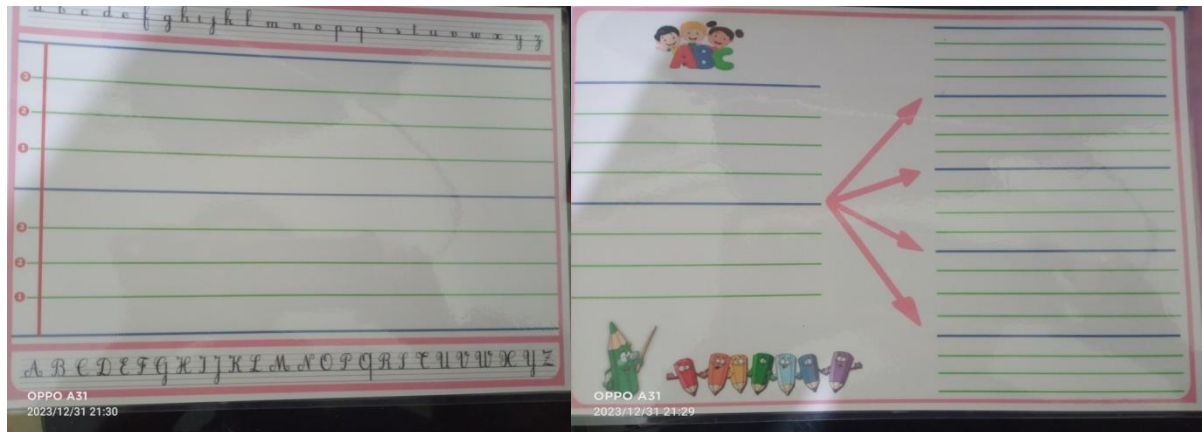 a b c d e f g h i j k l m n o p q r s t u v w x y z
3
2
1
3
2
1
A B C D E F G H I J K L M N O P Q R S T U V W X Y Z
OPPO A31
2023/12/31 21:30
ABC
OPPO A31
2023/12/31 21:29